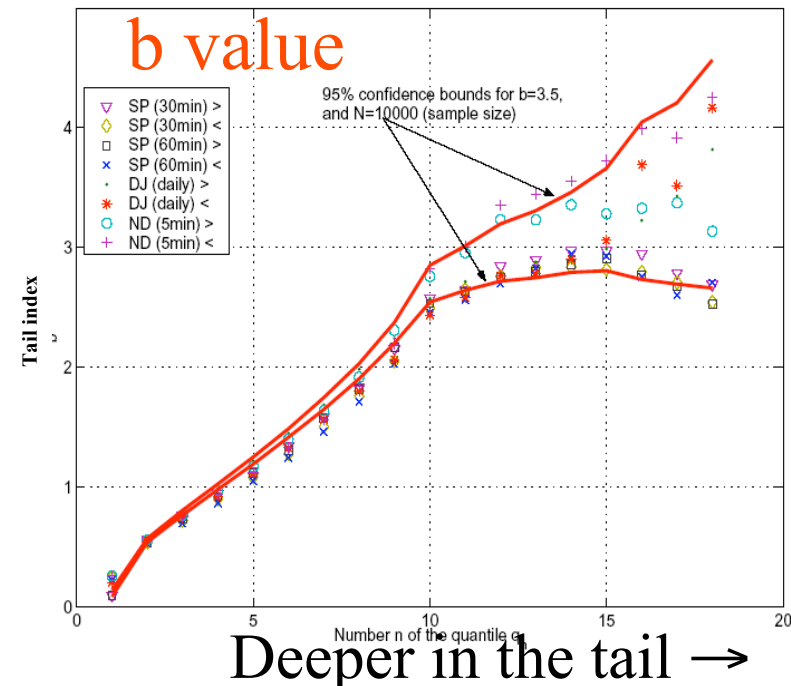 b value
95% confidence bounds for b=3.5,
and N=10000 (sample size)
SP (30min) >
SP (30min) <
SP (60min) >
SP (60min) <
DJ (daily) >
DJ (daily) <
ND (5min) >
ND (5min) <
Tail index
4
3
2
1
0
0
5
10
15
20
Number n of the quantile q
Deeper in the tail →